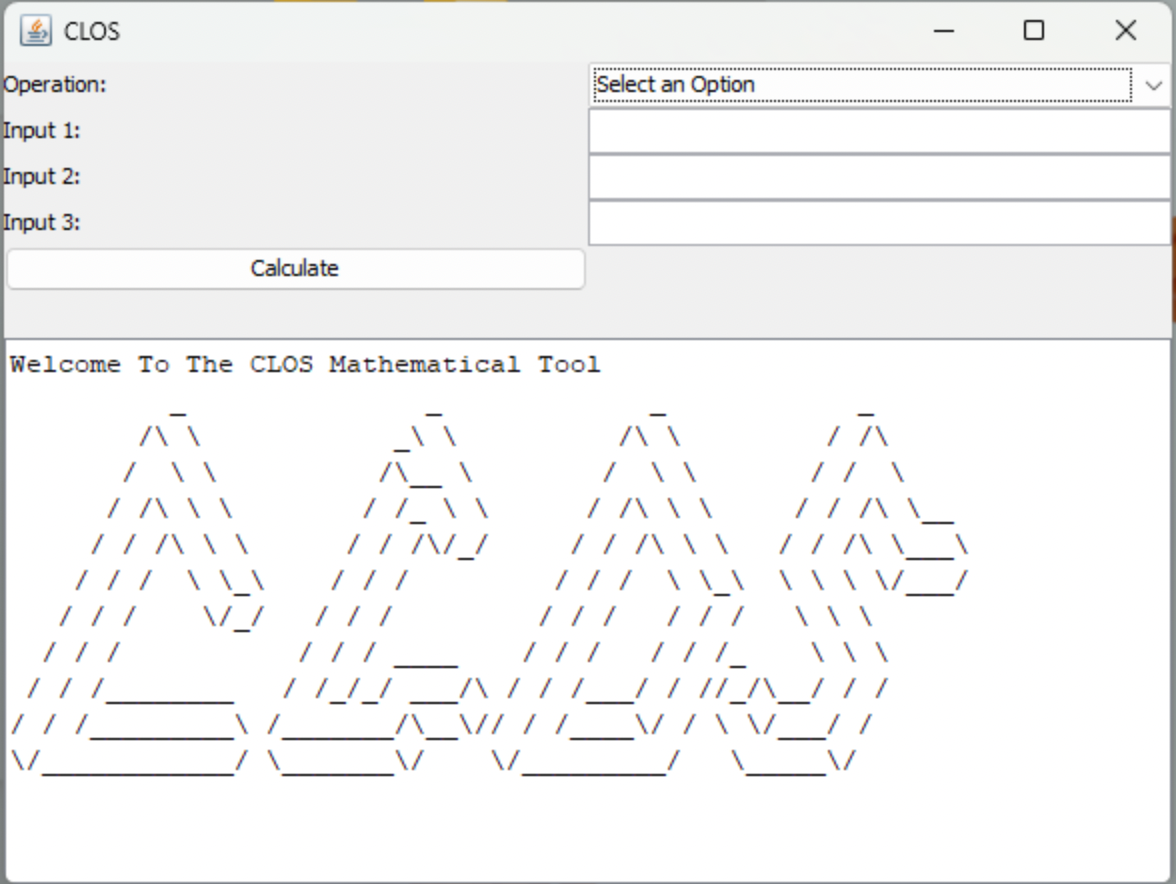 CLOS
Operation: Select an Option
Input 1:
Input 2:
Input 3:
Calculate
Welcome To The CLOS Mathematical Tool